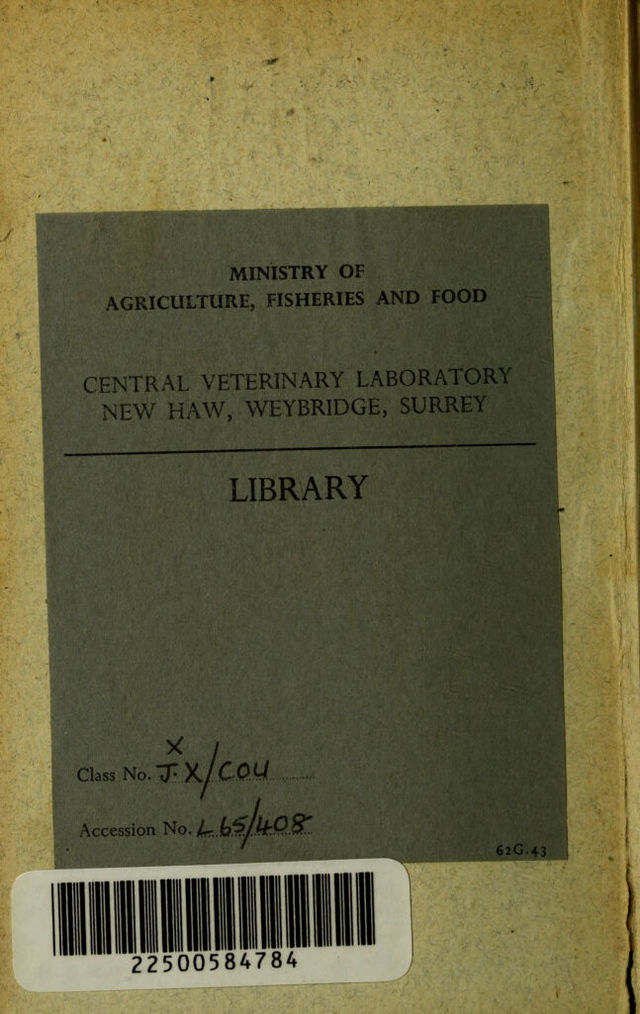 MINISTRY OF
AGRICULTURE, FISHERIES AND FOOD
CENTRAL VETERINARY LABORATORY
NEW HAW, WEYBRIDGE, SURREY
LIBRARY
X
Class No. J.X/COU
Accession No. L65/408
62G.43
22500584784